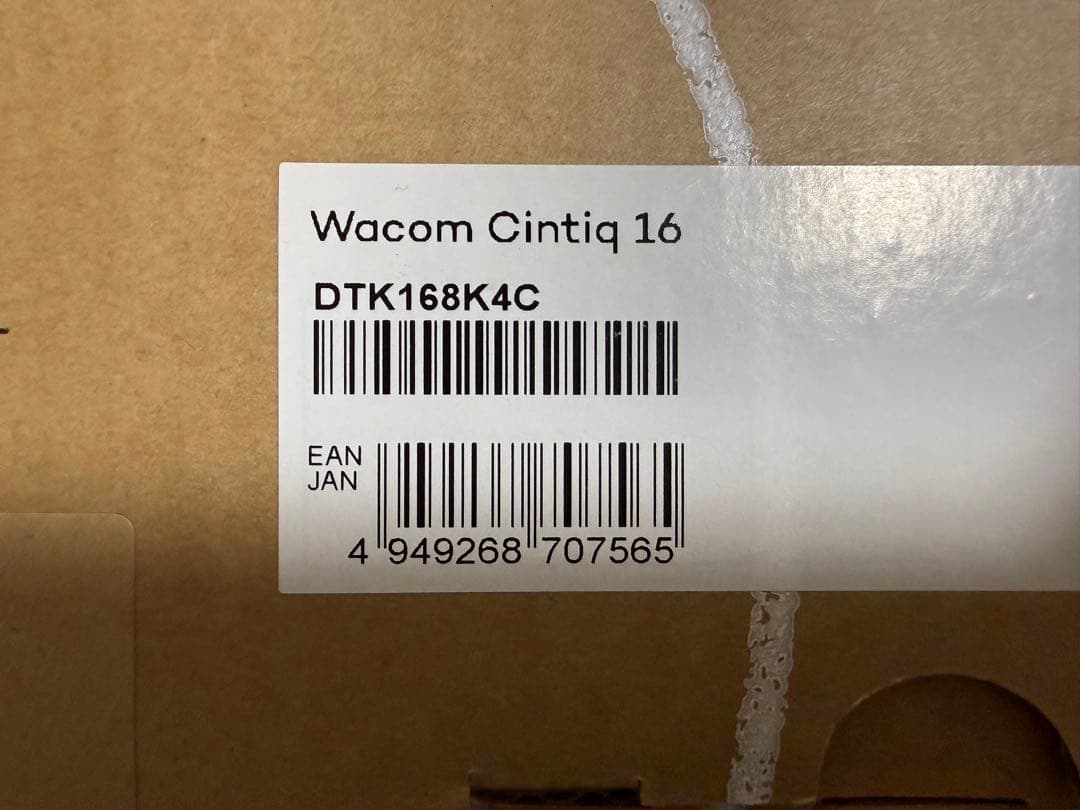 Wacom Cintiq 16
DTK168K4C
EAN
JAN
4 949268 707565